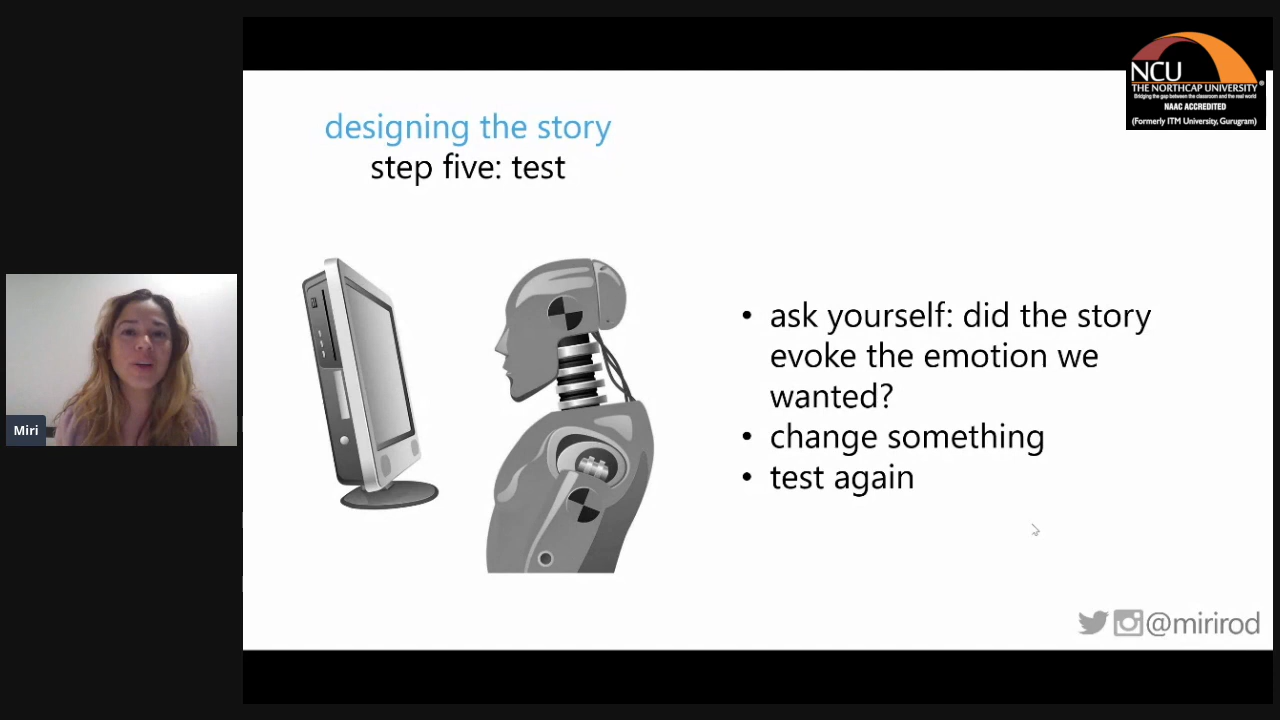 NCU
THE NORTHCAP UNIVERSITY
Bridging the gap between the classroom and the real world
NAAC ACCREDITED
(Formerly ITM University, Gurugram)
designing the story
step five: test
• ask yourself: did the story
evoke the emotion we
wanted?
• change something
• test again
Miri
@mirirod